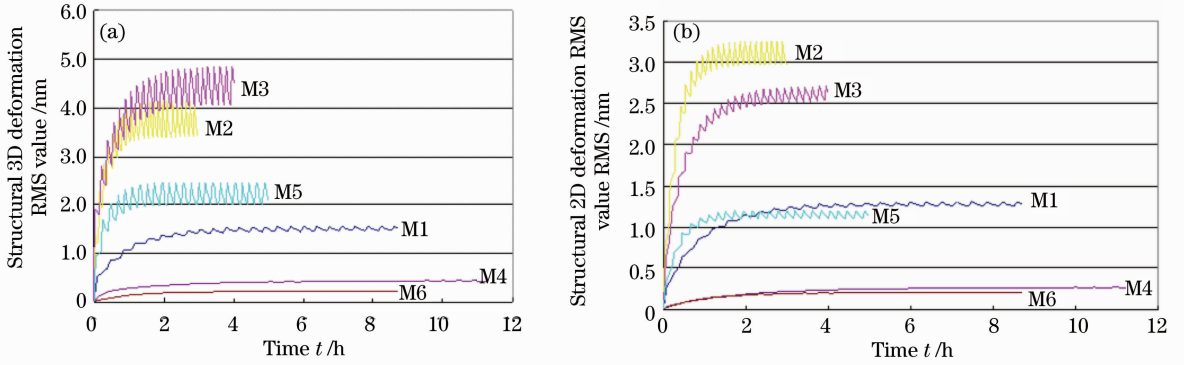 (a)
Structural 3D deformation
RMS value /nm
6.0
5.0
4.0
3.0
2.0
1.0
0
M3
M2
M5
M1
M4
M6
0 2 4 6 8 10 12
Time t /h
(b)
Structural 2D deformation RMS
value RMS /nm
3.5
3.0
2.5
2.0
1.5
1.0
0.5
0
M2
M3
M1
M5
M4
M6
0 2 4 6 8 10 12
Time t /h